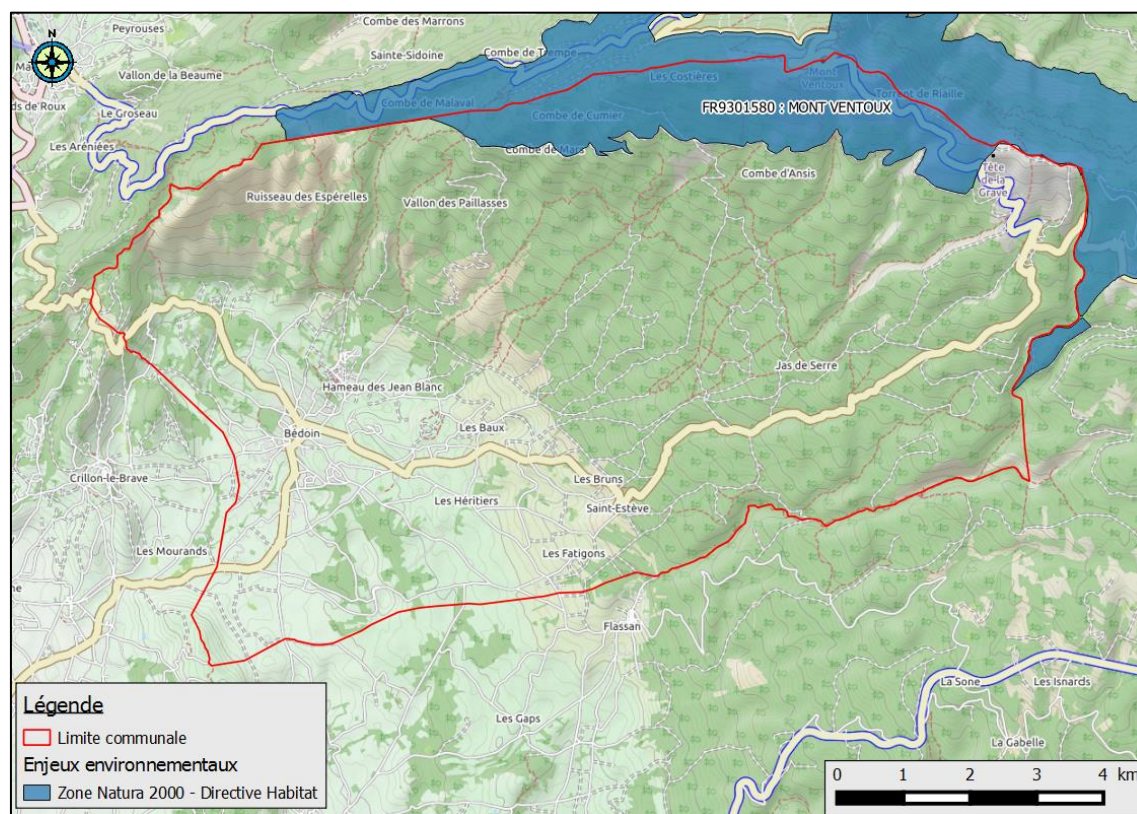 Peyrouses
Combe des Marrons
Sainte-Sidoine
Combe de Trempe
N
Ma
Vallon de la Beaume
ds de Roux
Le Groseau
Les Aréniées
Combe de Malaval
Les Costières
Mont
Ventoux
Torrent de Riaille
FR9301580 : MONT VENTOUX
Combe de Cumier
Combe de Mars
Combe d'Ansis
Tête
de la
Grave
Ruisseau des Espérelles
Vallon des Paillasses
Jas de Serre
Hameau des Jean Blanc
Les Baux
Bédoin
Crillon-le-Brave
Les Bruns
Les Héritiers
Saint-Estève
Les Mourands
Les Fatigons
ne
Flassan
La Sone
Les Isnards
Les Gaps
La Gabelle
Légende
Limite communale
Enjeux environnementaux
Zone Natura 2000 - Directive Habitat
0 1 2 3 4 km